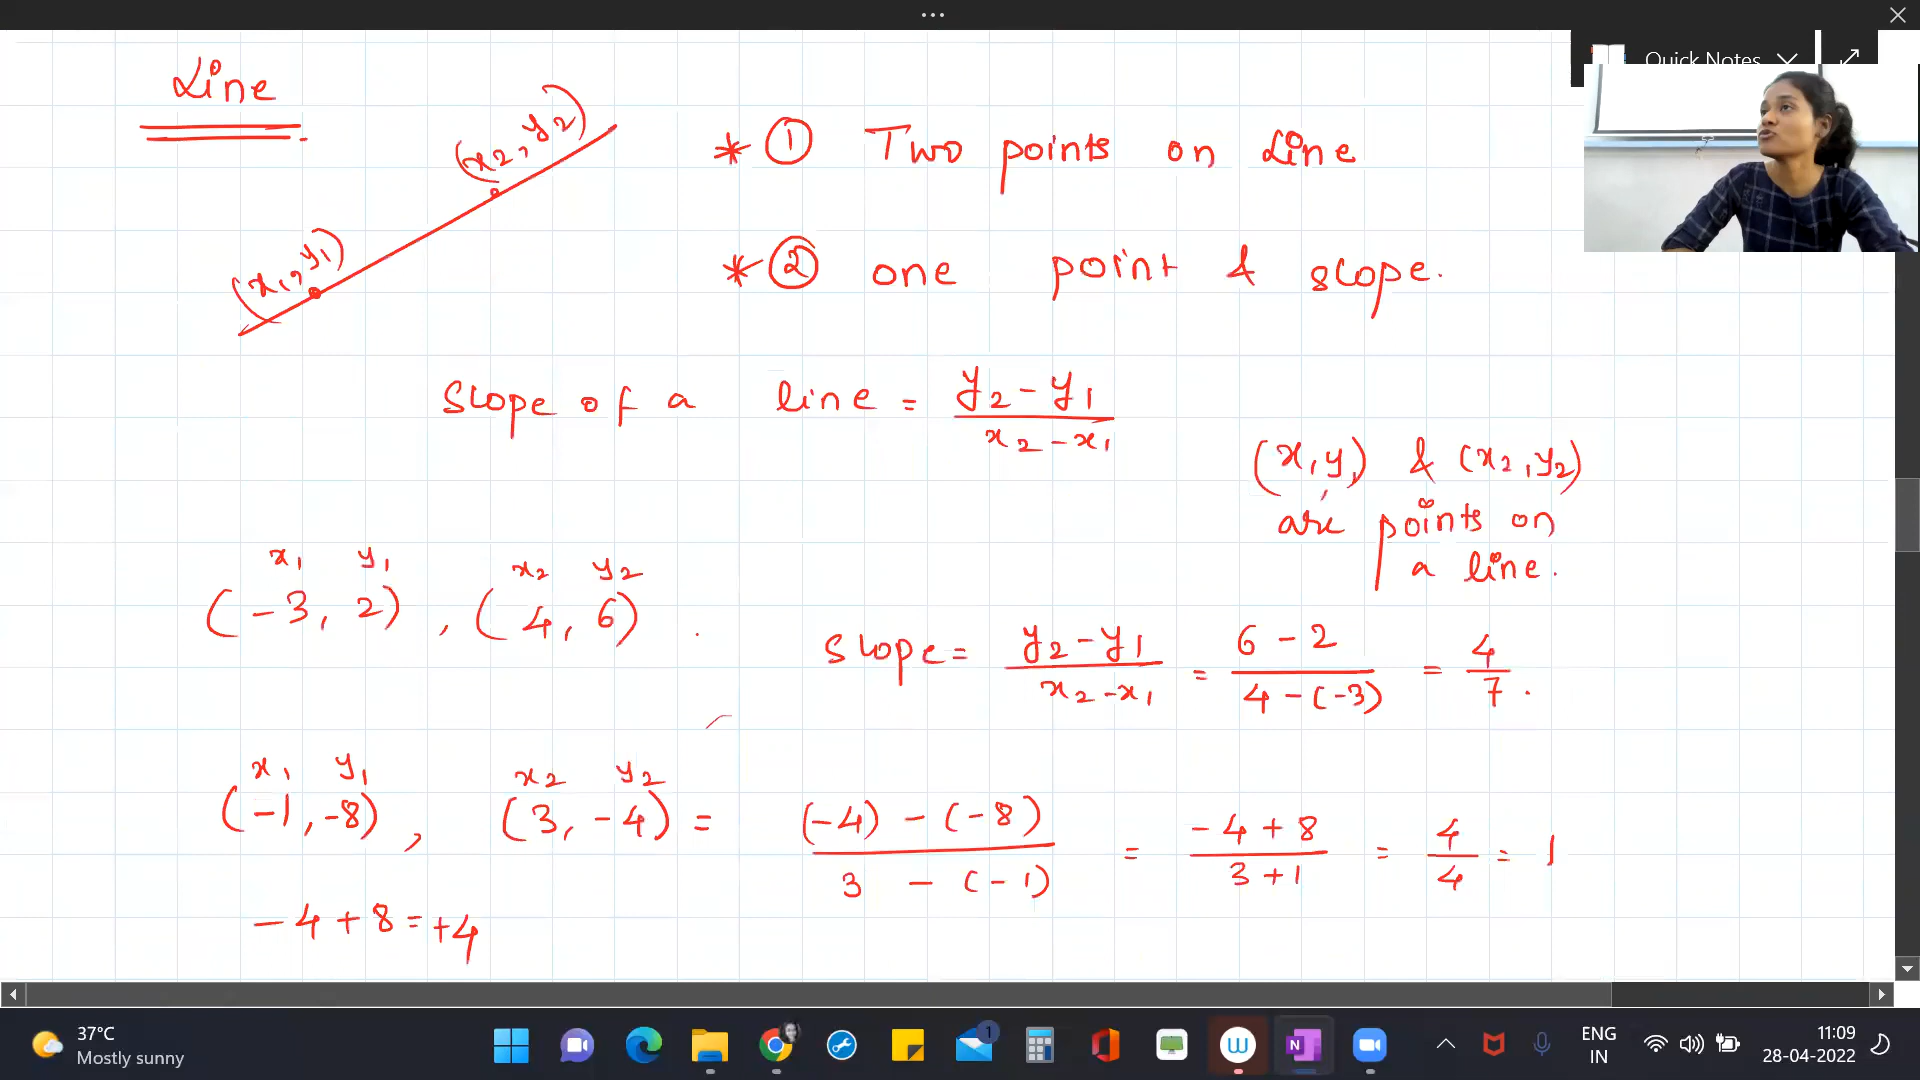 Quick Notes
Line
(x1, y1)
(x2, y2)
* ① Two points on Line
* ② one point & slope.
Slope of a line = y2 - y1 / x2 - x1
(x1 y1) & (x2, y2)
are points on
a line.
x1 y1 x2 y2
(-3, 2), (4, 6).
Slope = y2 - y1 / x2 - x1 = 6 - 2 / 4 - (-3) = 4/7.
x1 y1 x2 y2
(-1, -8), (3, -4) = (-4) - (-8) / 3 - (-1) = -4 + 8 / 3 + 1 = 4/4 = 1
-4 + 8 = +4
37°C
Mostly sunny
1
ENG
IN
11:09
28-04-2022